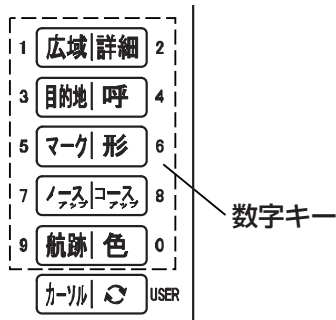 1 広域 詳細 2
3 目的地 呼 4
5 マーク 形 6
7 ノースアップ コースアップ 8
数字キー
9 航跡 色 0
カーソル USER